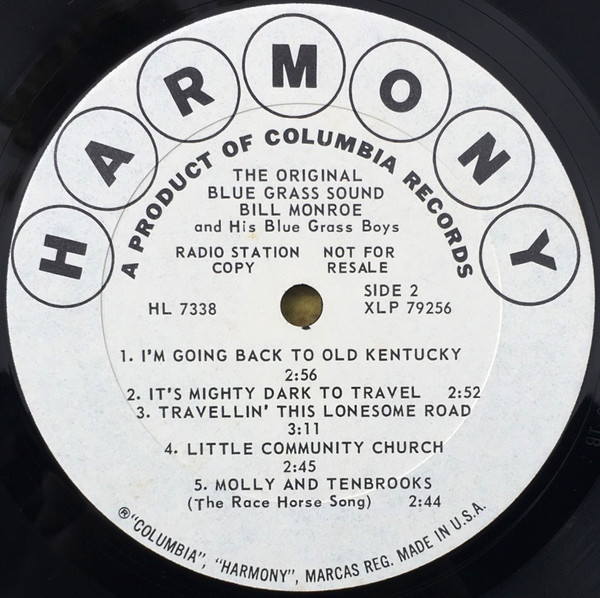 HARMONY
A PRODUCT OF COLUMBIA RECORDS
THE ORIGINAL
BLUE GRASS SOUND
BILL MONROE
and His Blue Grass Boys
RADIO STATION NOT FOR
COPY RESALE
SIDE 2
HL 7338 XLP 79256
1. I'M GOING BACK TO OLD KENTUCKY
2:56
2. IT'S MIGHTY DARK TO TRAVEL 2:52
3. TRAVELLIN' THIS LONESOME ROAD
3:11
4. LITTLE COMMUNITY CHURCH
2:45
5. MOLLY AND TENBROOKS
(The Race Horse Song) 2:44
®"COLUMBIA", "HARMONY", MARCAS REG. MADE IN U.S.A.